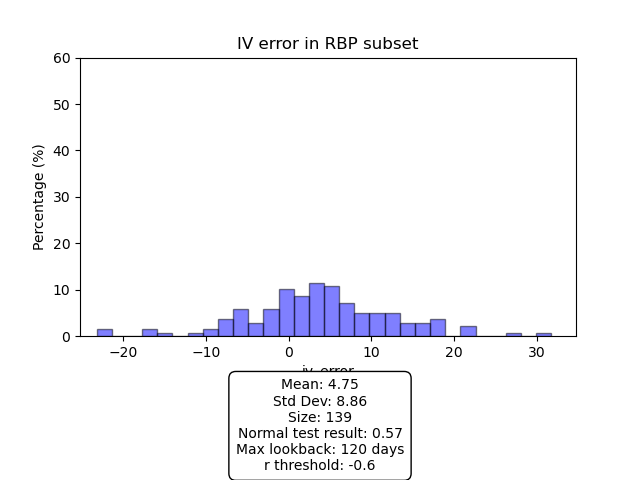 IV error in RBP subset
Percentage (%)
60
50
40
30
20
10
0
−20
−10
0
10
20
30
iv_error
Mean: 4.75
Std Dev: 8.86
Size: 139
Normal test result: 0.57
Max lookback: 120 days
r threshold: -0.6